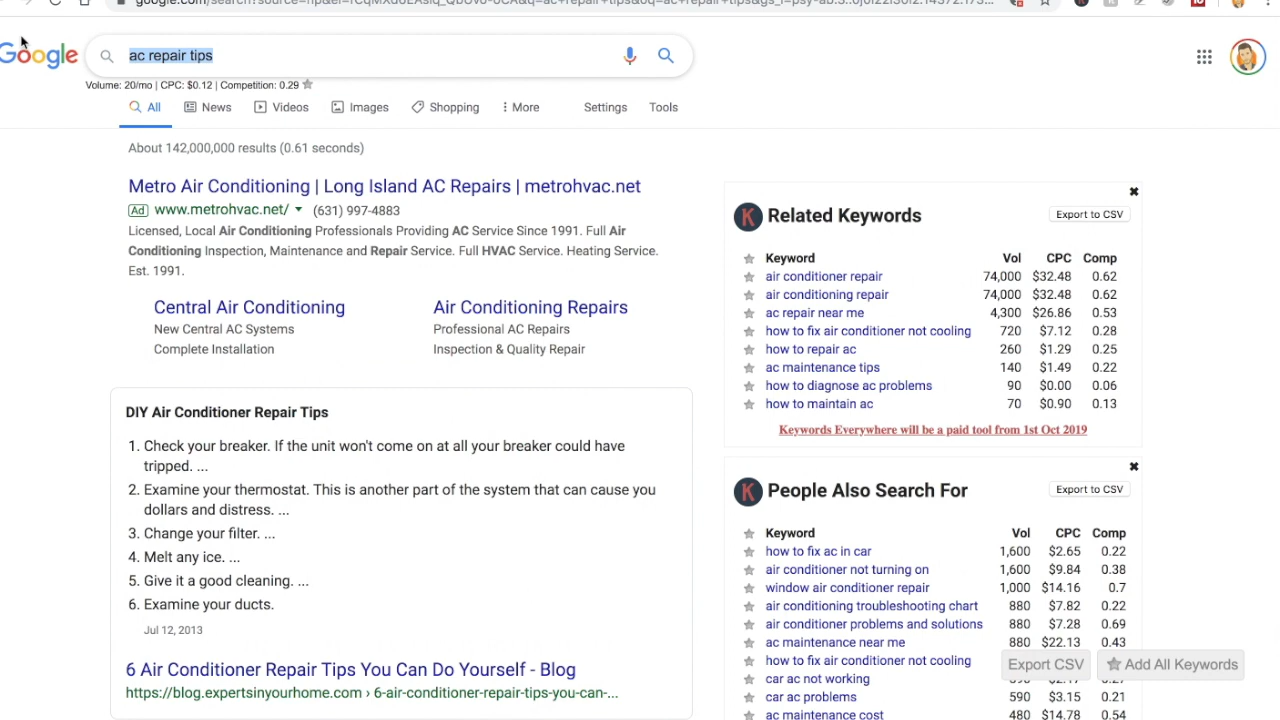 Google
ac repair tips
Volume: 20/mo | CPC: $0.12 | Competition: 0.29
All
News
Videos
Images
Shopping
More
Settings
Tools
About 142,000,000 results (0.61 seconds)
Metro Air Conditioning | Long Island AC Repairs | metrohvac.net
Ad www.metrohvac.net/ (631) 997-4883
Licensed, Local Air Conditioning Professionals Providing AC Service Since 1991. Full Air
Conditioning Inspection, Maintenance and Repair Service. Full HVAC Service. Heating Service.
Est. 1991.
Central Air Conditioning
New Central AC Systems
Complete Installation
Air Conditioning Repairs
Professional AC Repairs
Inspection & Quality Repair
DIY Air Conditioner Repair Tips
1. Check your breaker. If the unit won't come on at all your breaker could have
tripped. ...
2. Examine your thermostat. This is another part of the system that can cause you
dollars and distress. ...
3. Change your filter. ...
4. Melt any ice. ...
5. Give it a good cleaning. ...
6. Examine your ducts.
Jul 12, 2013
6 Air Conditioner Repair Tips You Can Do Yourself - Blog
https://blog.expertsinyourhome.com › 6-air-conditioner-repair-tips-you-can-...
K Related Keywords
Export to CSV
Keyword Vol CPC Comp
air conditioner repair 74,000 $32.48 0.62
air conditioning repair 74,000 $32.48 0.62
ac repair near me 4,300 $26.86 0.53
how to fix air conditioner not cooling 720 $7.12 0.28
how to repair ac 260 $1.29 0.25
ac maintenance tips 140 $1.49 0.22
how to diagnose ac problems 90 $0.00 0.06
how to maintain ac 70 $0.90 0.13
Keywords Everywhere will be a paid tool from 1st Oct 2019
K People Also Search For
Export to CSV
Keyword Vol CPC Comp
how to fix ac in car 1,600 $2.65 0.22
air conditioner not turning on 1,600 $9.84 0.38
window air conditioner repair 1,000 $14.16 0.7
air conditioning troubleshooting chart 880 $7.82 0.22
air conditioner problems and solutions 880 $7.28 0.69
ac maintenance near me 880 $22.13 0.43
how to fix air conditioner not cooling
car ac not working
car ac problems 590 $3.15 0.21
ac maintenance cost 480 $14.78 0.54
Export CSV
Add All Keywords